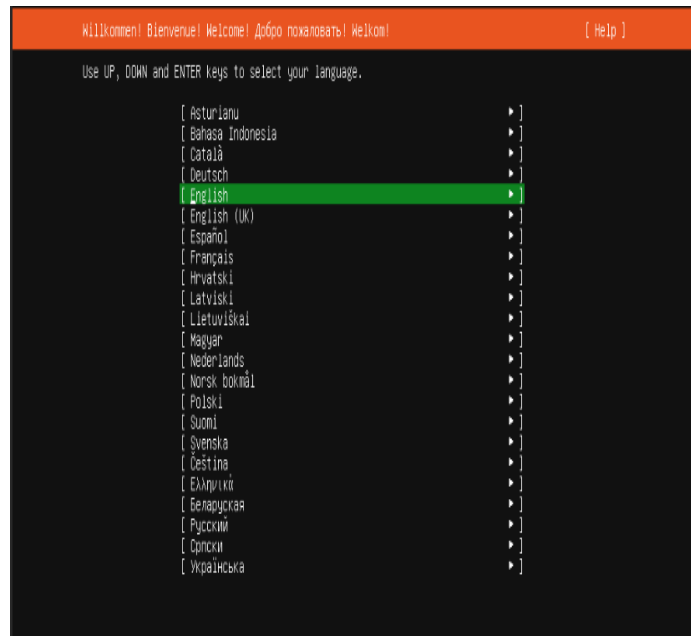 Willkommen! Bienvenue! Welcome! Добро пожаловать! Welkom! [ Help ]
Use UP, DOWN and ENTER keys to select your language.
[ Asturianu ▸ ]
[ Bahasa Indonesia ▸ ]
[ Català ▸ ]
[ Deutsch ▸ ]
[ English ▸ ]
[ English (UK) ▸ ]
[ Español ▸ ]
[ Français ▸ ]
[ Hrvatski ▸ ]
[ Latviski ▸ ]
[ Lietuviškai ▸ ]
[ Magyar ▸ ]
[ Nederlands ▸ ]
[ Norsk bokmål ▸ ]
[ Polski ▸ ]
[ Suomi ▸ ]
[ Svenska ▸ ]
[ Čeština ▸ ]
[ Ελληνικά ▸ ]
[ Беларуская ▸ ]
[ Русский ▸ ]
[ Српски ▸ ]
[ Українська ▸ ]